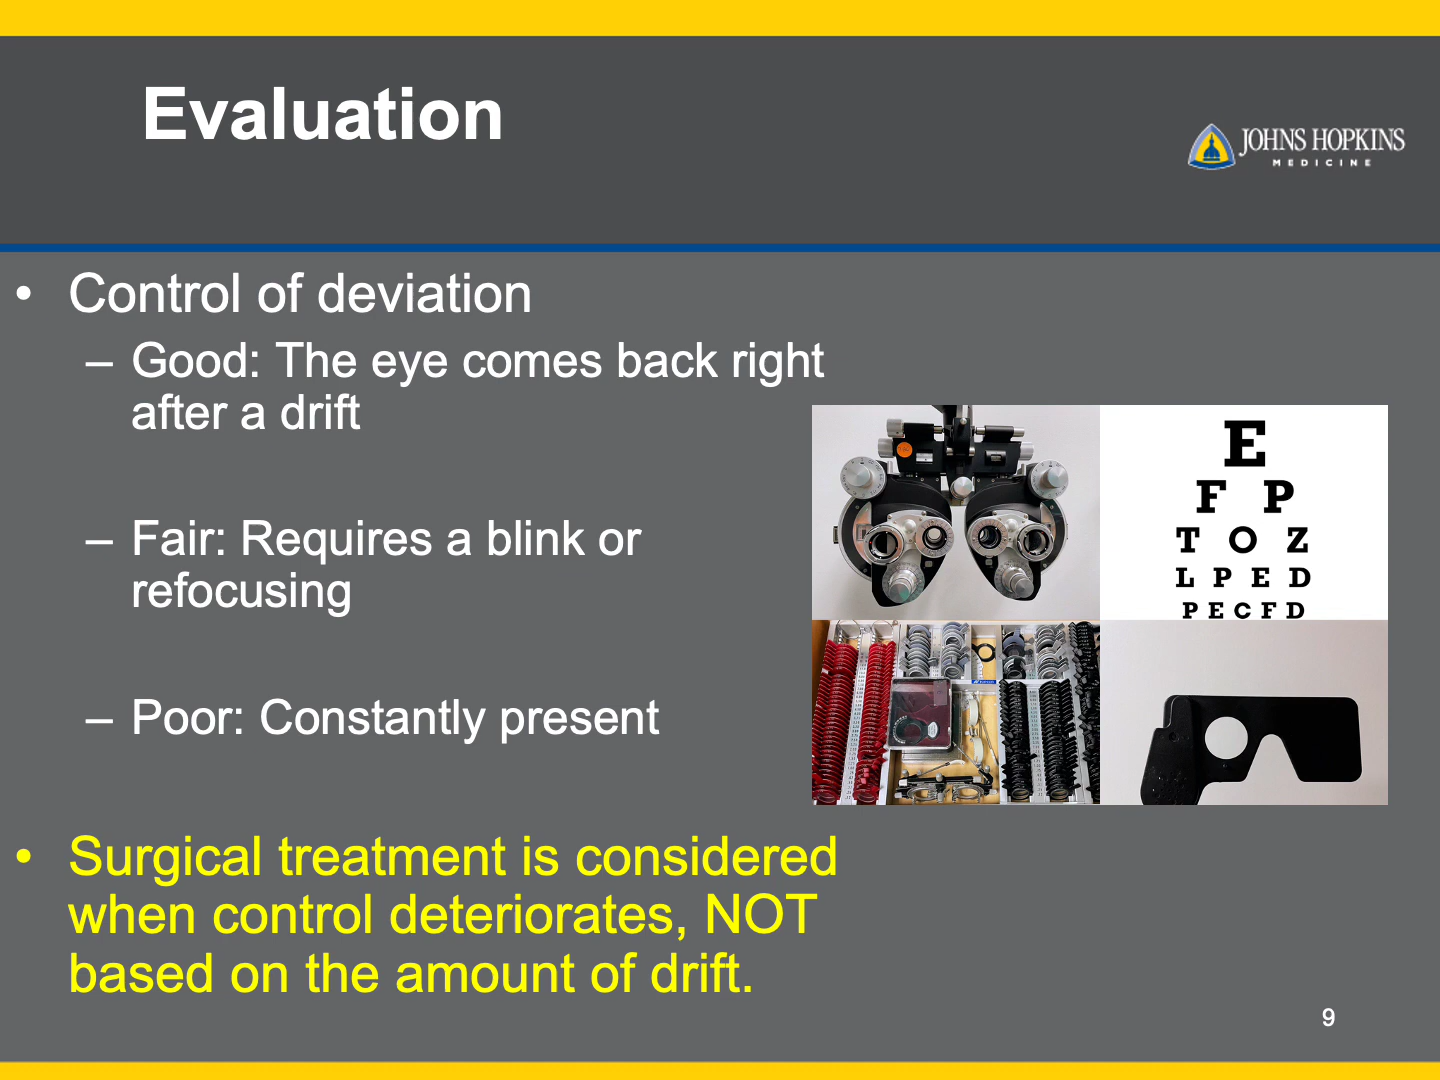 Evaluation
JOHNS HOPKINS
MEDICINE
• Control of deviation
– Good: The eye comes back right
after a drift
– Fair: Requires a blink or
refocusing
– Poor: Constantly present
• Surgical treatment is considered
when control deteriorates, NOT
based on the amount of drift.
E
F P
T O Z
L P E D
P E C F D
9